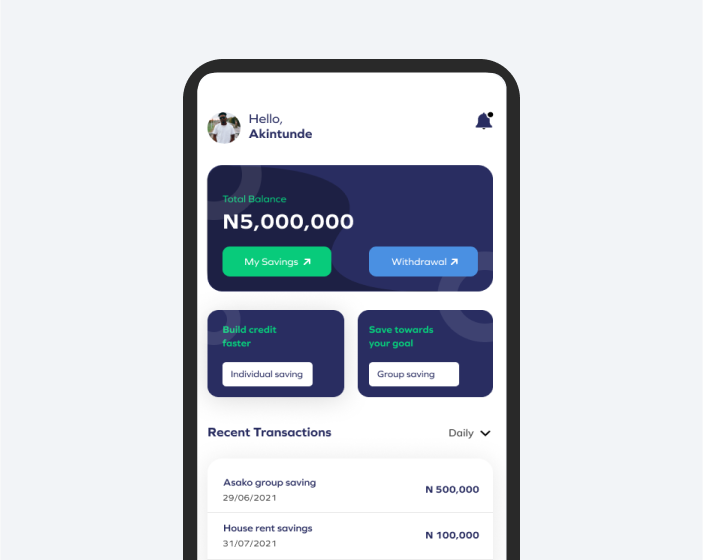 Hello,
Akintunde
Total Balance
N5,000,000
My Savings
Withdrawal
Build credit
faster
Individual saving
Save towards
your goal
Group saving
Recent Transactions
Daily
Asako group saving
29/06/2021
N 500,000
House rent savings
31/07/2021
N 100,000